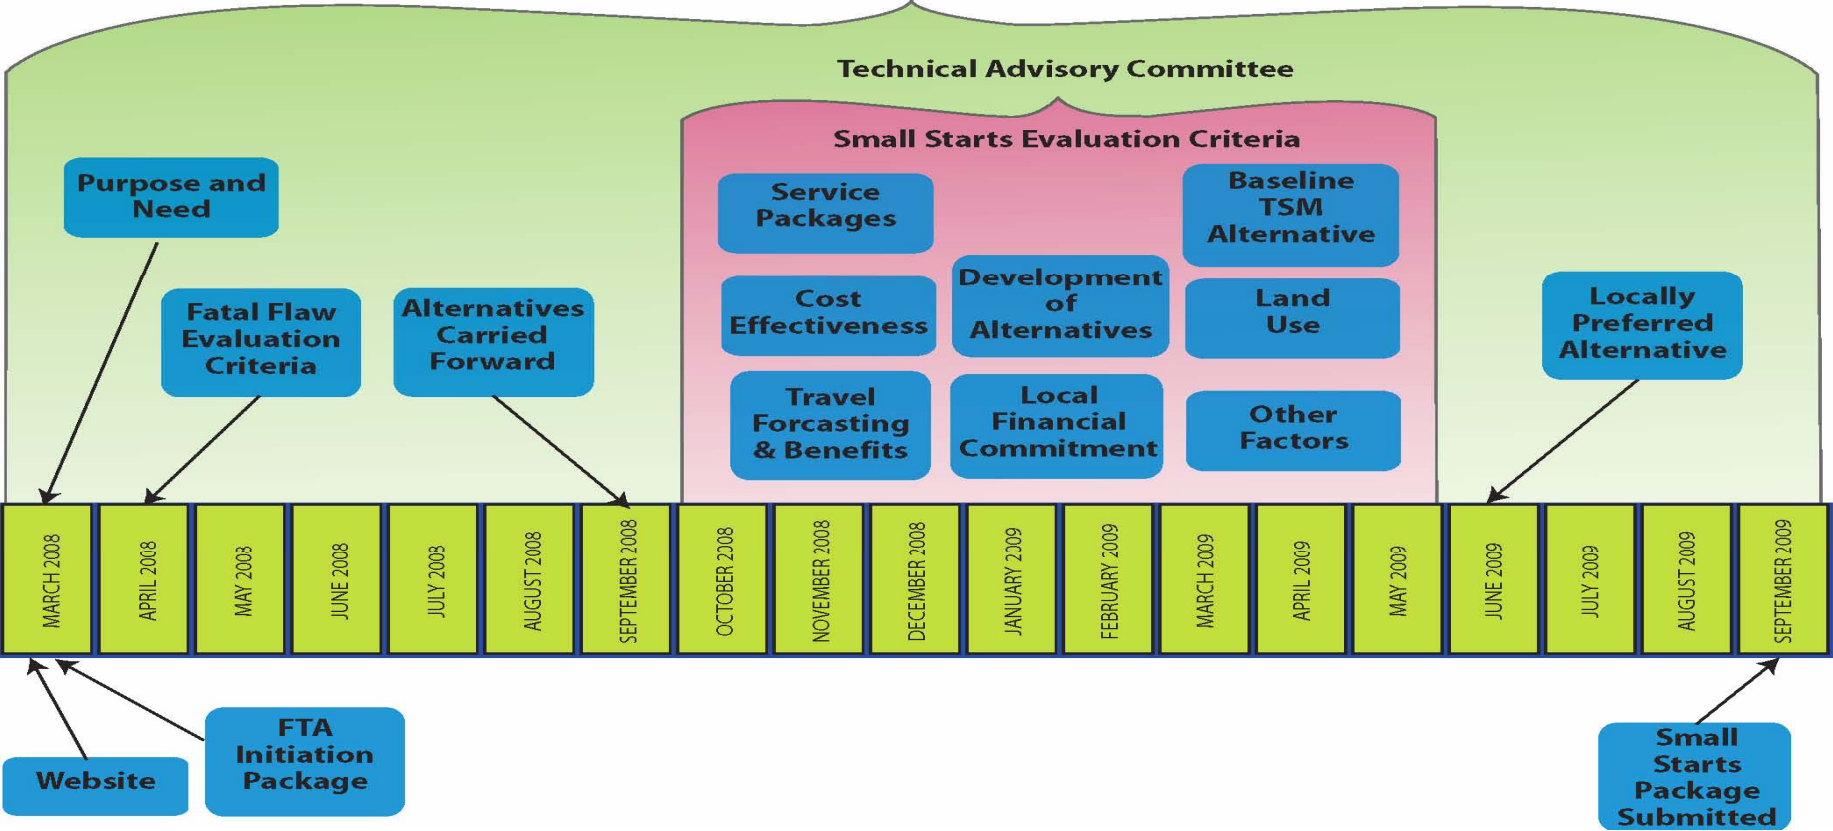 Technical Advisory Committee
Small Starts Evaluation Criteria
Purpose and
Need
Fatal Flaw
Evaluation
Criteria
Alternatives
Carried
Forward
Service
Packages
Cost
Effectiveness
Travel
Forcasting
& Benefits
Development
of
Alternatives
Local
Financial
Commitment
Baseline
TSM
Alternative
Land
Use
Other
Factors
Locally
Preferred
Alternative
MARCH 2008
APRIL 2008
MAY 2008
JUNE 2008
JULY 2008
AUGUST 2008
SEPTEMBER 2008
OCTOBER 2008
NOVEMBER 2008
DECEMBER 2008
JANUARY 2009
FEBRUARY 2009
MARCH 2009
APRIL 2009
MAY 2009
JUNE 2009
JULY 2009
AUGUST 2009
SEPTEMBER 2009
Website
FTA
Initiation
Package
Small
Starts
Package
Submitted